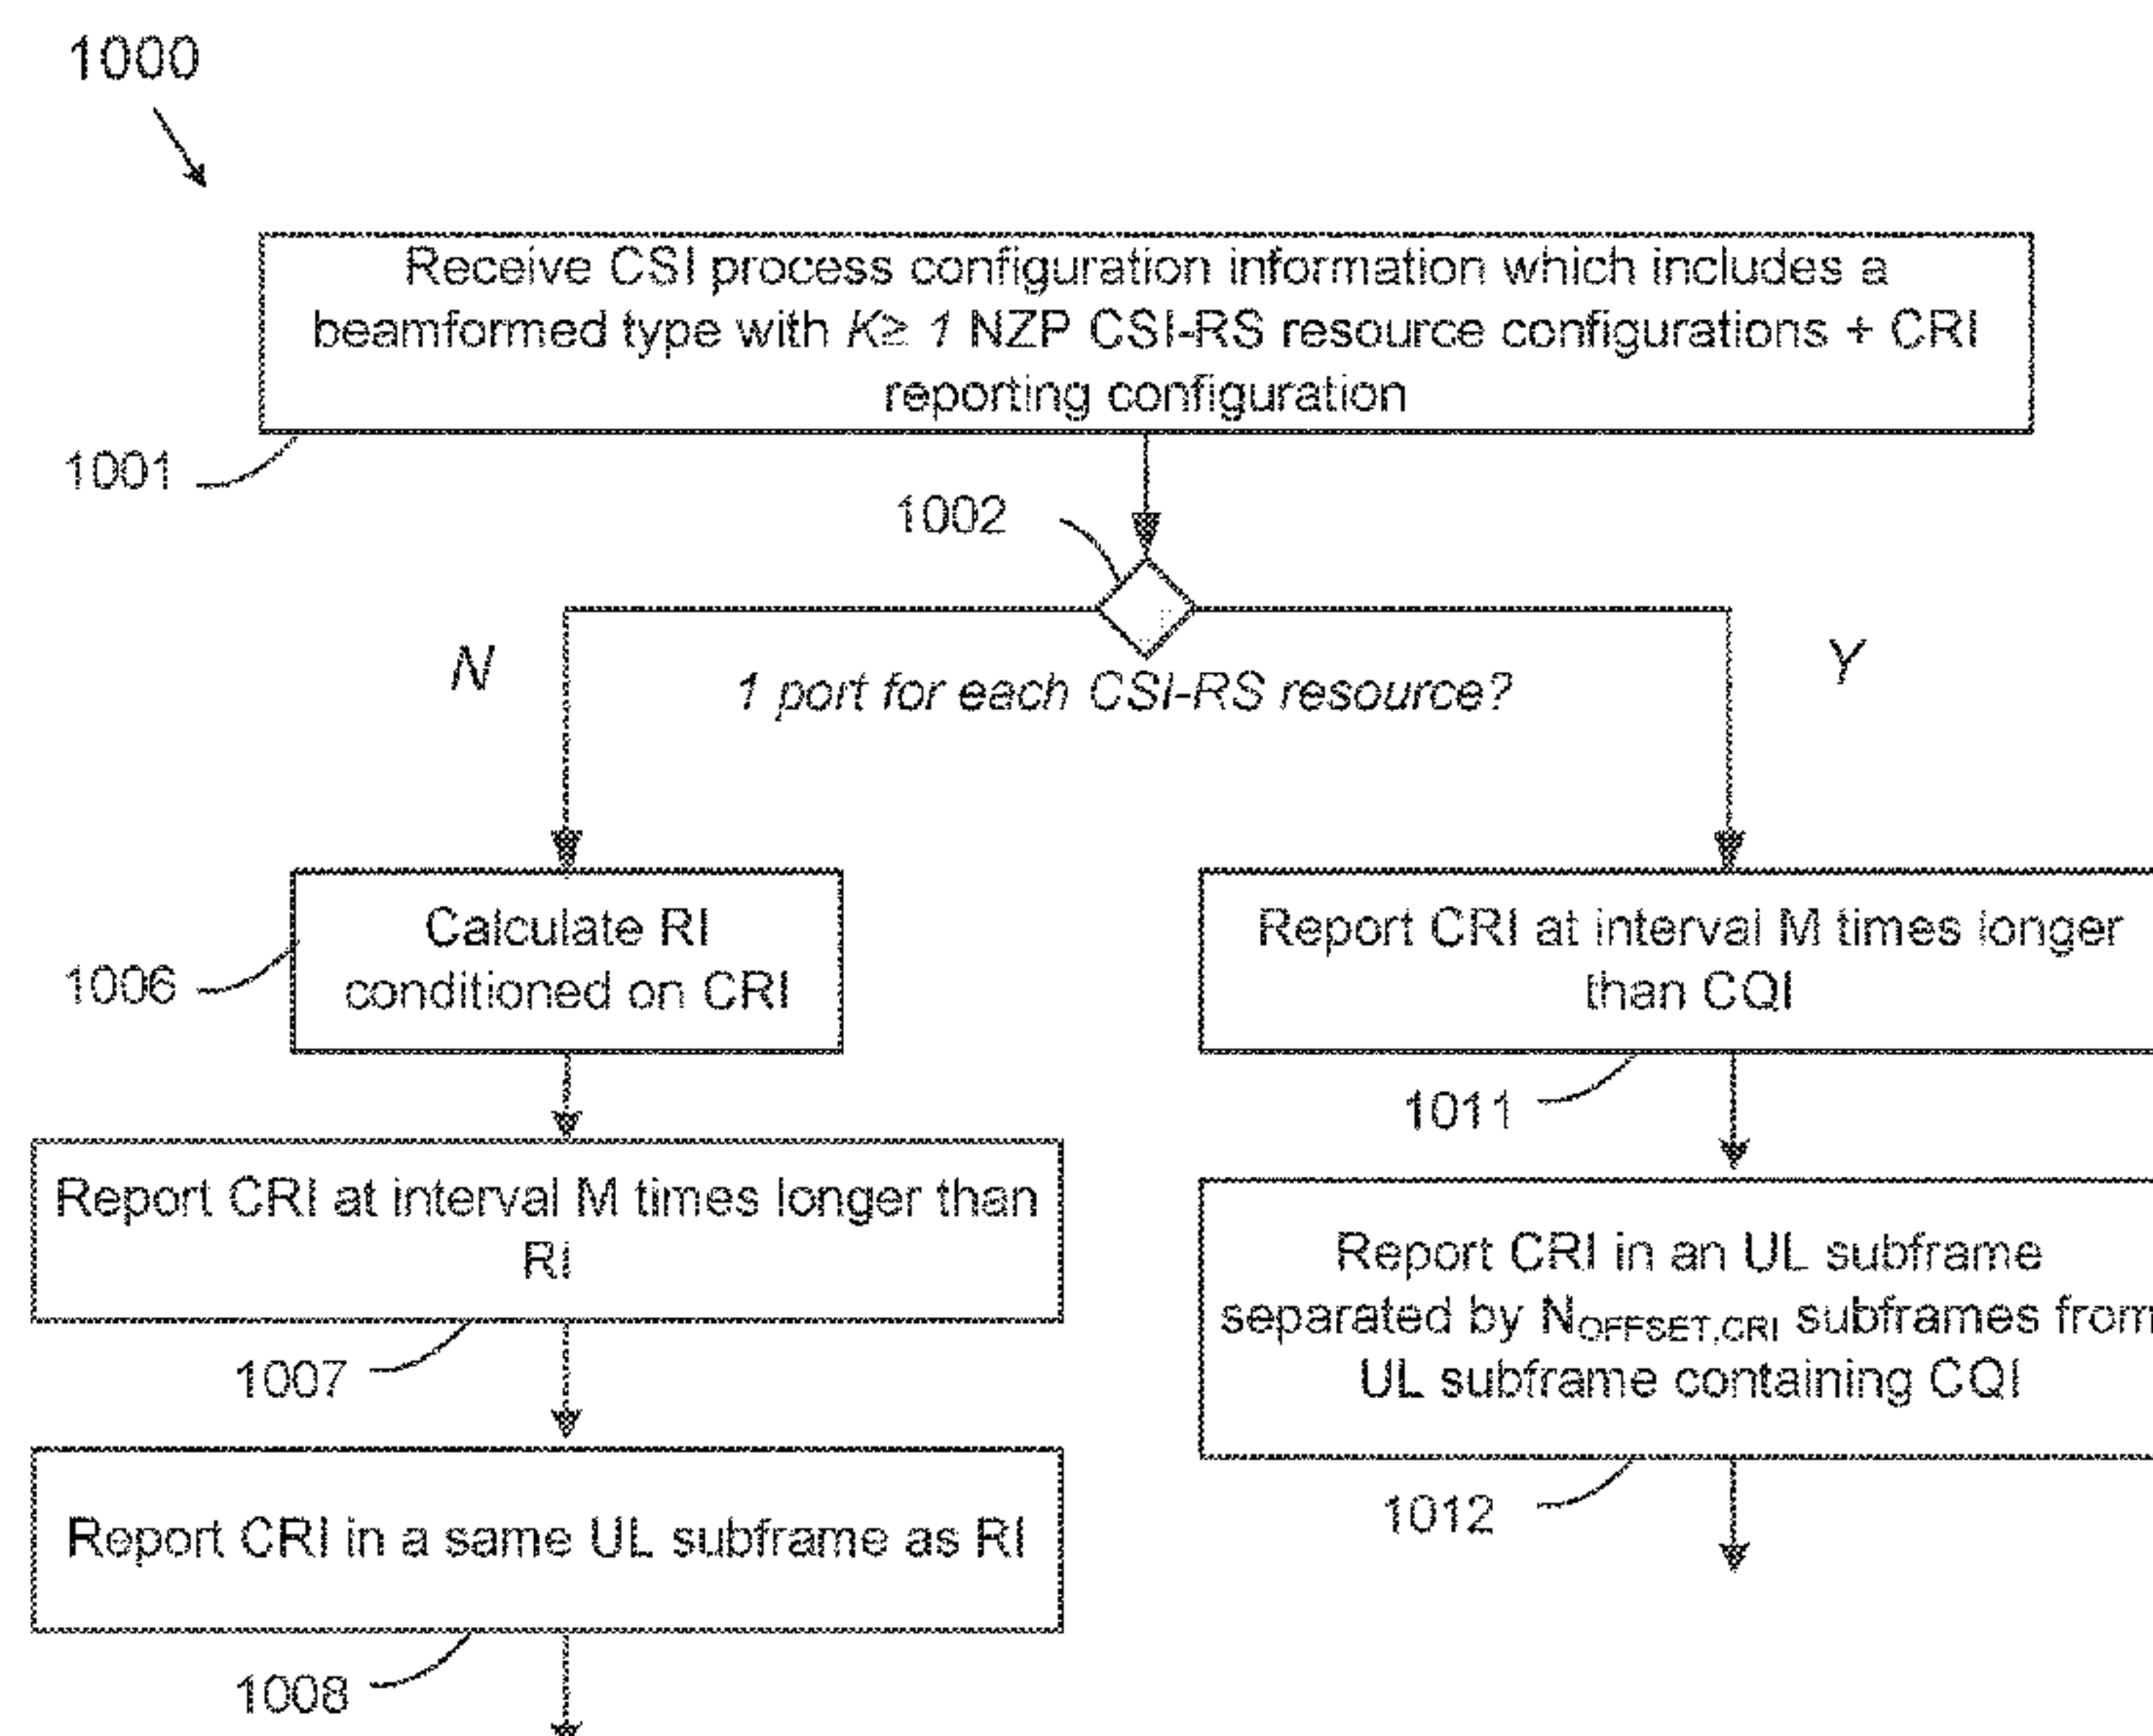 1000
Receive CSI process configuration information which includes a
beamformed type with K≥ 1 NZP CSI-RS resource configurations + CRI
reporting configuration
1001
1002
N
Y
1 port for each CSI-RS resource?
Calculate RI
conditioned on CRI
1006
Report CRI at interval M times longer
than CQI
1011
Report CRI at interval M times longer than
RI
1007
Report CRI in an UL subframe
separated by NOFFSET,CRI subframes from
UL subframe containing CQI
1012
Report CRI in a same UL subframe as RI
1008